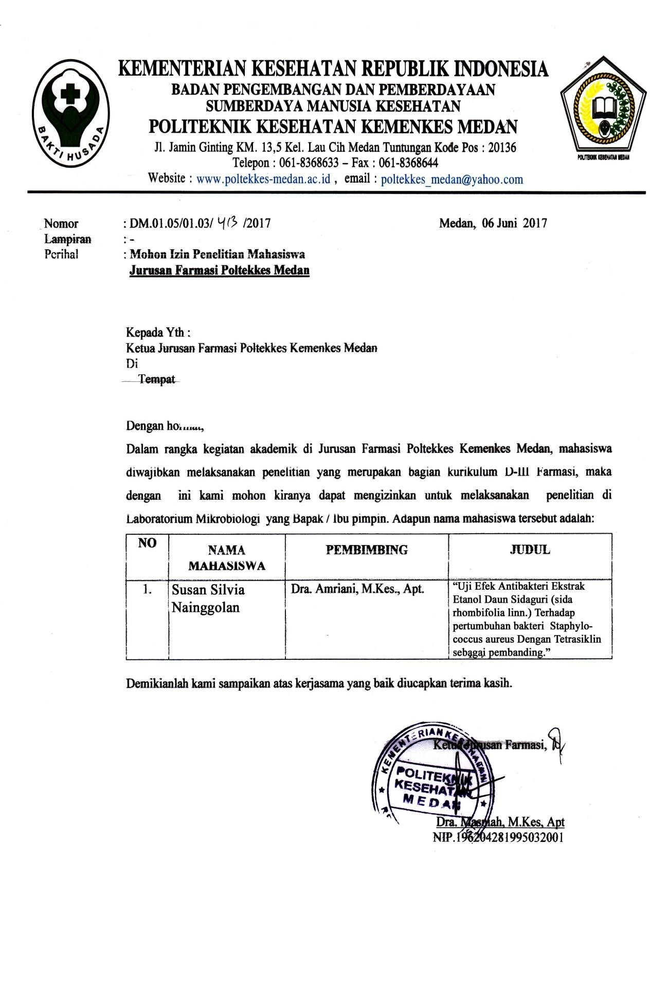 KEMENTERIAN KESEHATAN REPUBLIK INDONESIA
BADAN PENGEMBANGAN DAN PEMBERDAYAAN
SUMBERDAYA MANUSIA KESEHATAN
POLITEKNIK KESEHATAN KEMENKES MEDAN
Jl. Jamin Ginting KM. 13,5 Kel. Lau Cih Medan Tuntungan Kode Pos : 20136
Telepon : 061-8368633 – Fax : 061-8368644
Website : www.poltekkes-medan.ac.id , email : poltekkes_medan@yahoo.com
BAKTI HUSADA
POLITEKNIK KESEHATAN MEDAN
Nomor : DM.01.05/01.03/ 413 /2017 Medan, 06 Juni 2017
Lampiran : -
Perihal : Mohon Izin Penelitian Mahasiswa
Jurusan Farmasi Poltekkes Medan
Kepada Yth :
Ketua Jurusan Farmasi Poltekkes Kemenkes Medan
Di
Tempat
Dengan hormat,
Dalam rangka kegiatan akademik di Jurusan Farmasi Poltekkes Kemenkes Medan, mahasiswa
diwajibkan melaksanakan penelitian yang merupakan bagian kurikulum D-III Farmasi, maka
dengan ini kami mohon kiranya dapat mengizinkan untuk melaksanakan penelitian di
Laboratorium Mikrobiologi yang Bapak / Ibu pimpin. Adapun nama mahasiswa tersebut adalah:
NO NAMA MAHASISWA PEMBIMBING JUDUL
1. Susan Silvia Dra. Amriani, M.Kes., Apt. “Uji Efek Antibakteri Ekstrak
Nainggolan Etanol Daun Sidaguri (sida
rhombifolia linn.) Terhadap
pertumbuhan bakteri Staphylo-
coccus aureus Dengan Tetrasiklin
sebagai pembanding.”
Demikianlah kami sampaikan atas kerjasama yang baik diucapkan terima kasih.
Ketua Jurusan Farmasi,
KEMENTERIAN KESEHATAN
POLITEKNIK
KESEHATAN
MEDAN
Dra. Masniah, M.Kes, Apt
NIP.196204281995032001